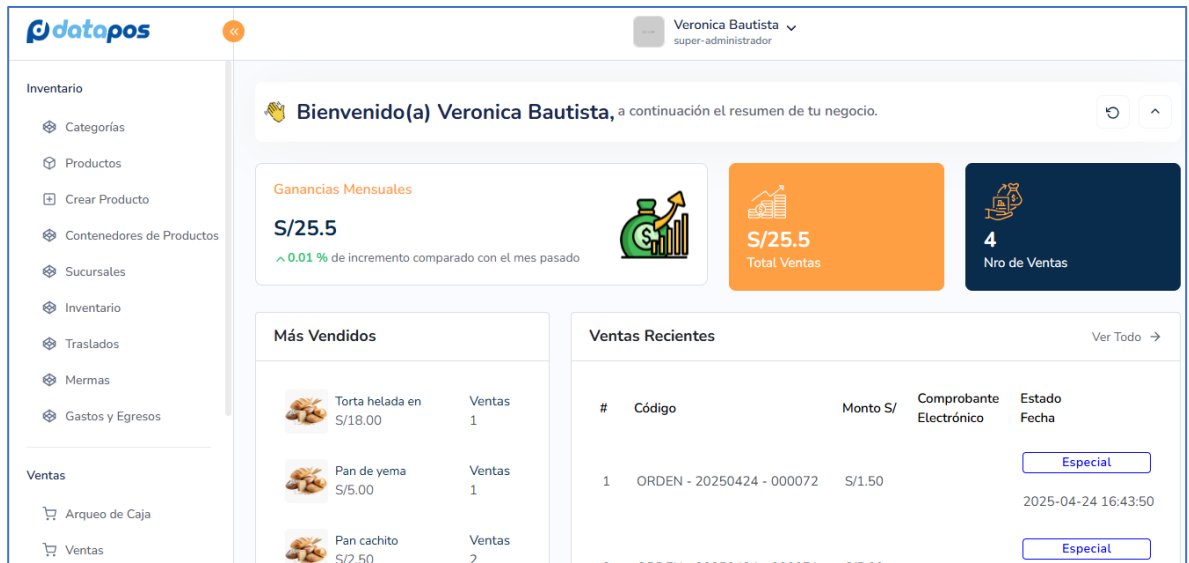 datapos
Veronica Bautista
super-administrador
Inventario
Categorías
Productos
Crear Producto
Contenedores de Productos
Sucursales
Inventario
Traslados
Mermas
Gastos y Egresos
Ventas
Arqueo de Caja
Ventas
Bienvenido(a) Veronica Bautista, a continuación el resumen de tu negocio.
Ganancias Mensuales
S/25.5
0.01 % de incremento comparado con el mes pasado
S/25.5
Total Ventas
4
Nro de Ventas
Más Vendidos
Torta helada en
S/18.00
Ventas
1
Pan de yema
S/5.00
Ventas
1
Pan cachito
S/2.50
Ventas
2
Ventas Recientes
Ver Todo
# Código Monto S/ Comprobante Electrónico Estado Fecha
1 ORDEN - 20250424 - 000072 S/1.50 Especial
2025-04-24 16:43:50
Especial